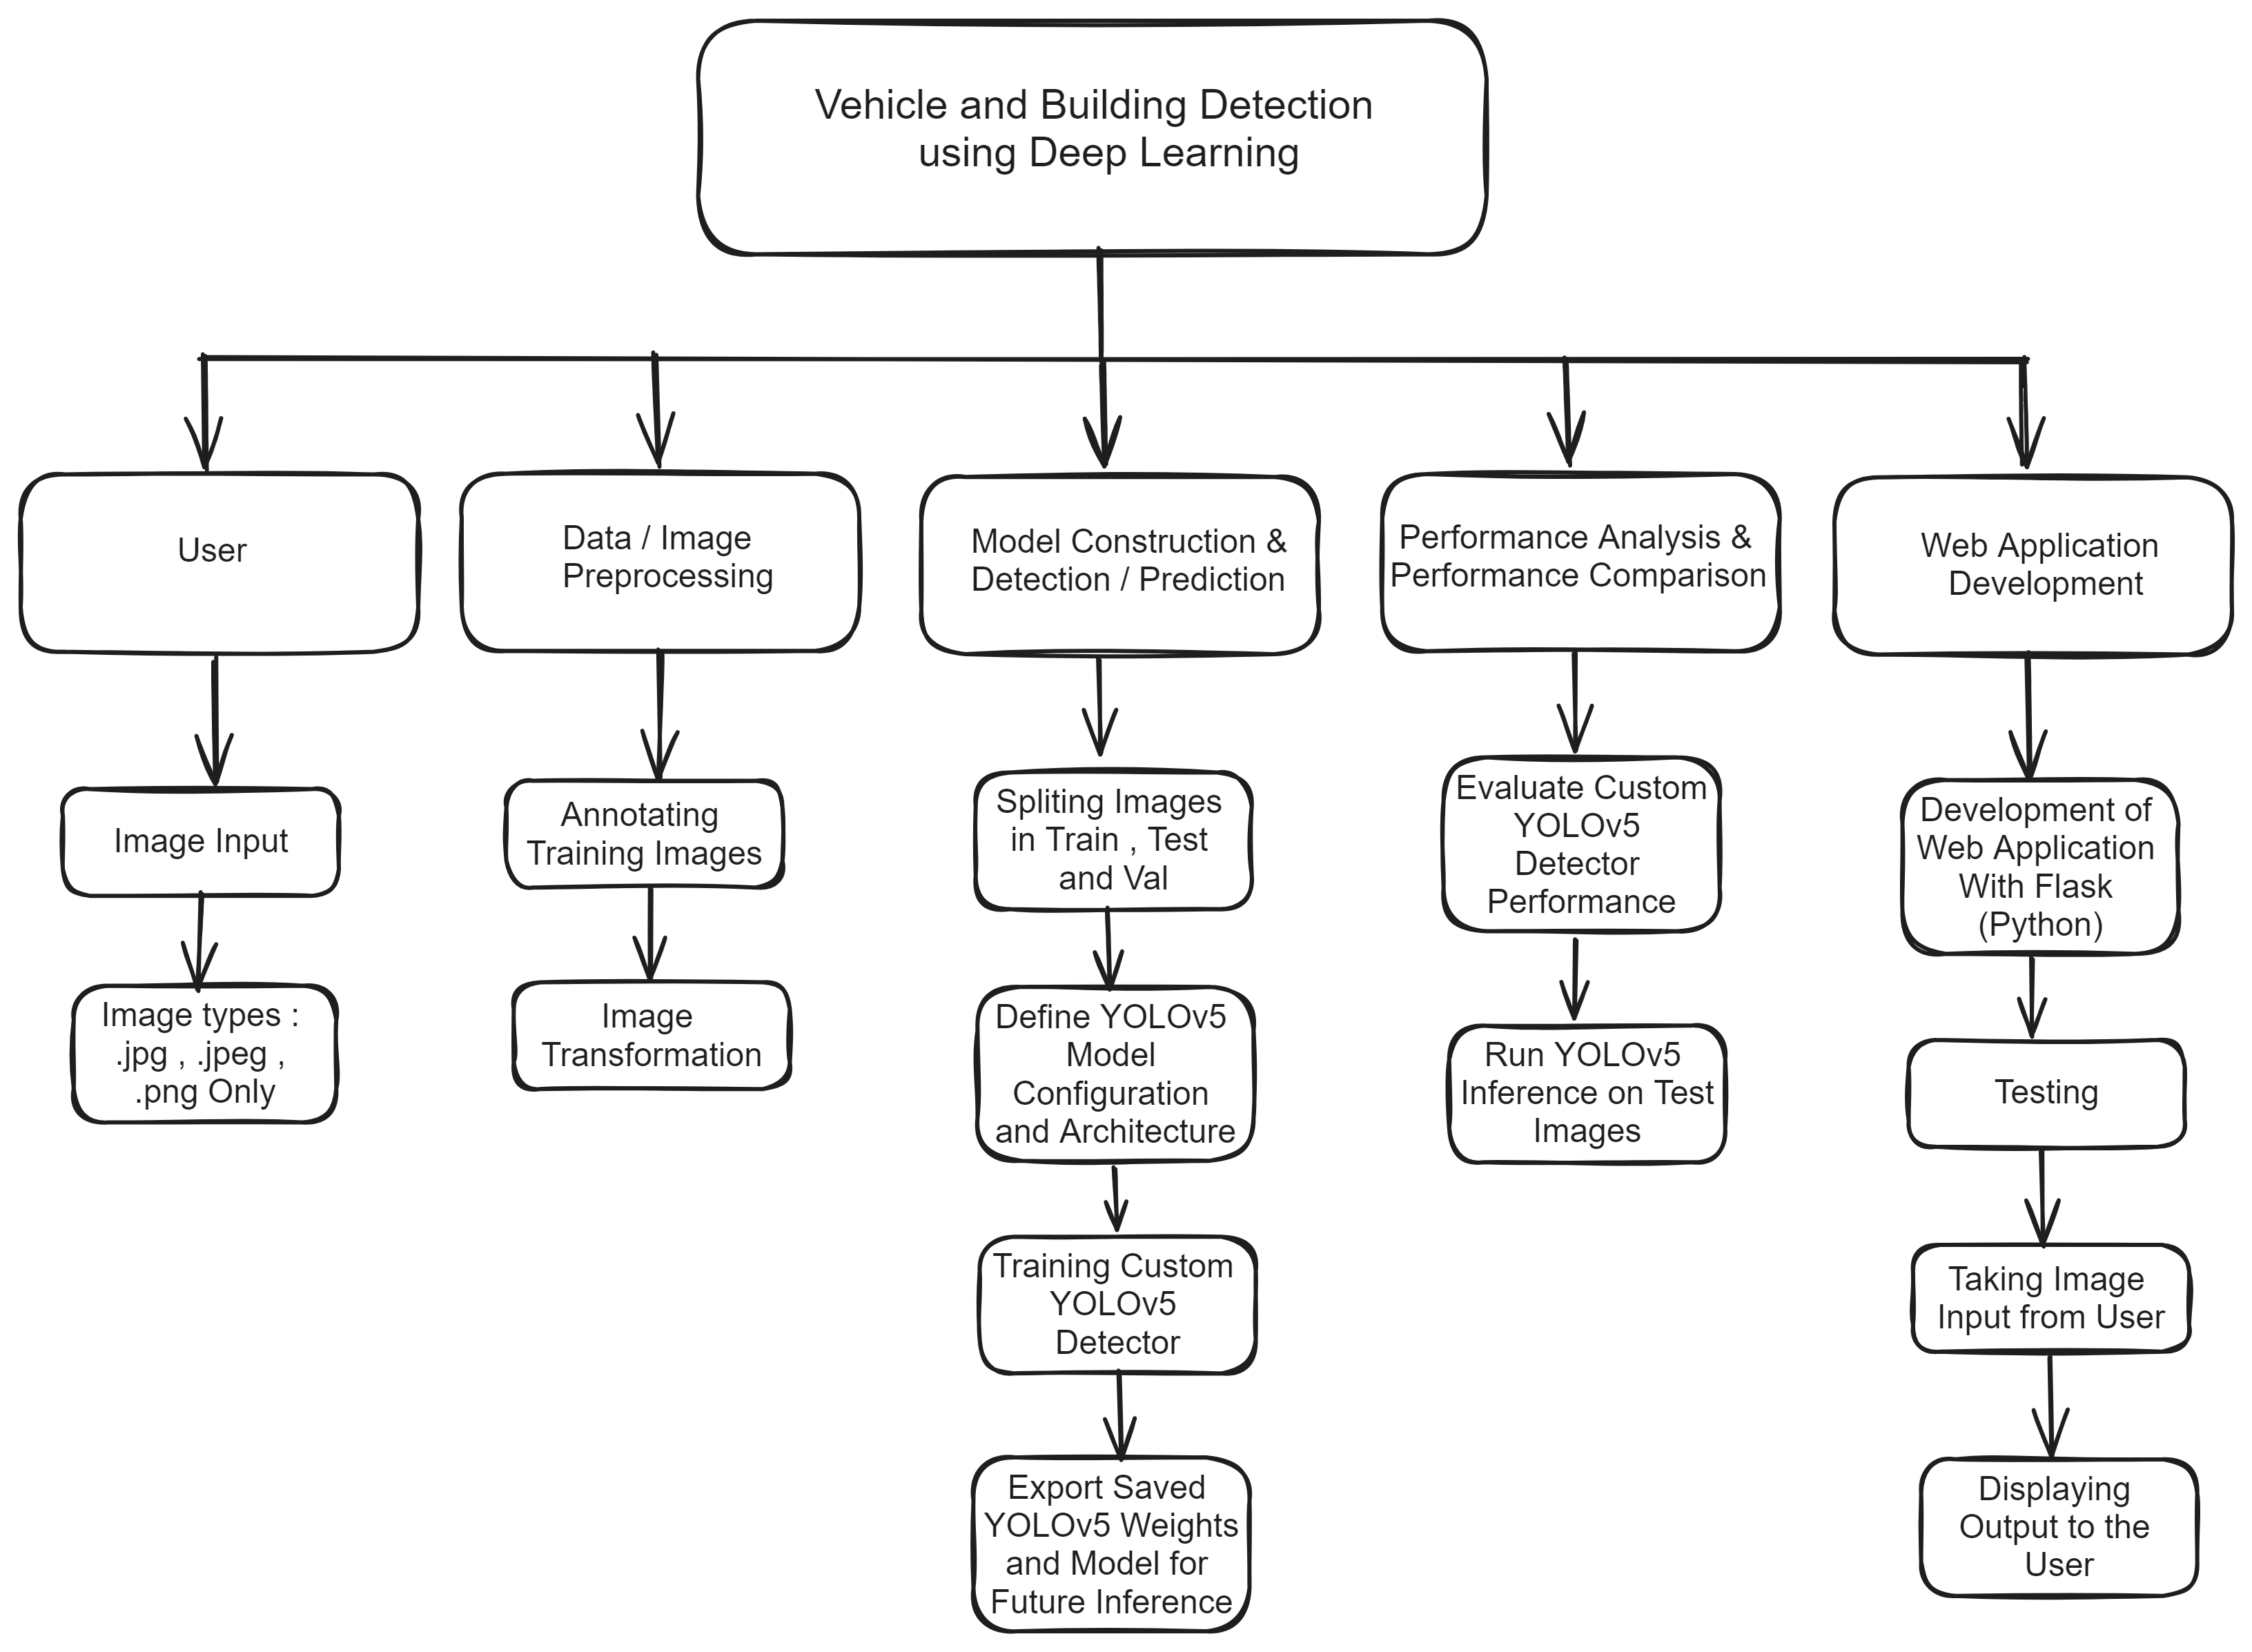 Vehicle and Building Detection
using Deep Learning
User
Data / Image
Preprocessing
Model Construction &
Detection / Prediction
Performance Analysis &
Performance Comparison
Web Application
Development
Image Input
Image types :
.jpg , .jpeg ,
.png Only
Annotating
Training Images
Image
Transformation
Spliting Images
in Train , Test
and Val
Define YOLOv5
Model
Configuration
and Architecture
Training Custom
YOLOv5
Detector
Export Saved
YOLOv5 Weights
and Model for
Future Inference
Evaluate Custom
YOLOv5
Detector
Performance
Run YOLOv5
Inference on Test
Images
Development of
Web Application
With Flask
(Python)
Testing
Taking Image
Input from User
Displaying
Output to the
User